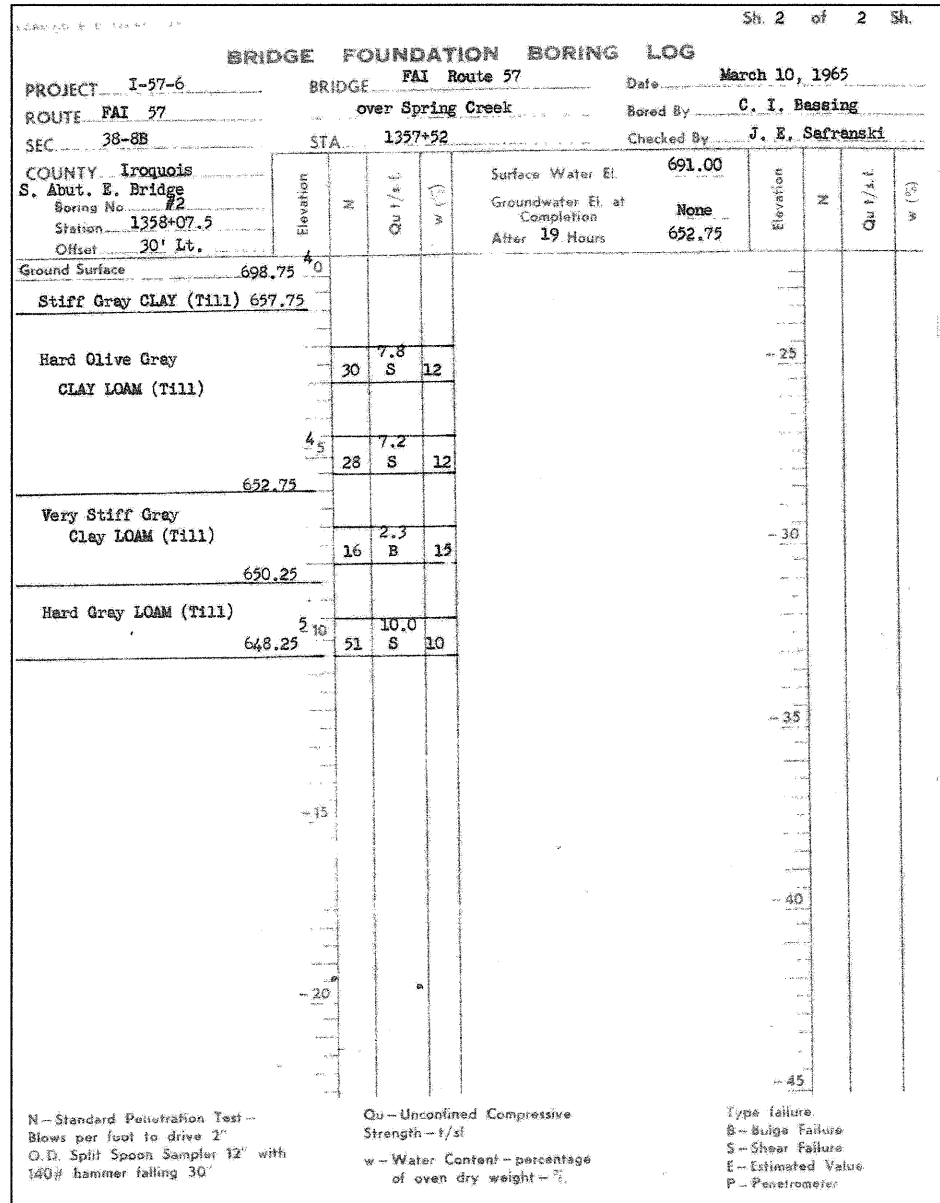 Sh. 2 of 2 Sh.
BRIDGE FOUNDATION BORING LOG
PROJECT I-57-6 BRIDGE FAI Route 57 Date March 10, 1965
ROUTE FAI 57 over Spring Creek Bored By C. I. Bassing
SEC. 38-8B STA. 1357+52 Checked By J. E. Safranski
COUNTY Iroquois
S. Abut. E. Bridge
Boring No. #2
Station 1358+07.5
Offset 30' Lt.
Elevation N Qu t/s.f. w (%)
Surface Water El. 691.00
Groundwater El. at
Completion None
After 19 Hours 652.75
Elevation N Qu t/s.f. w (%)
Ground Surface 698.75 40
Stiff Gray CLAY (Till) 657.75
Hard Olive Gray
CLAY LOAM (Till)
7.8
30 S 12
-25
45 7.2
28 S 12
652.75
Very Stiff Gray
Clay LOAM (Till)
2.3
16 B 15
-30
650.25
Hard Gray LOAM (Till)
5 10 10.0
648.25 51 S 10
-35
-15
-40
-20
-45
N—Standard Penetration Test—
Blows per foot to drive 2"
O.D. Split Spoon Sampler 12" with
140# hammer falling 30"
Qu—Unconfined Compressive
Strength—t/sf
w—Water Content—percentage
of oven dry weight—%.
Type failure
B—Bulge Failure
S—Shear Failure
E—Estimated Value
P—Penetrometer